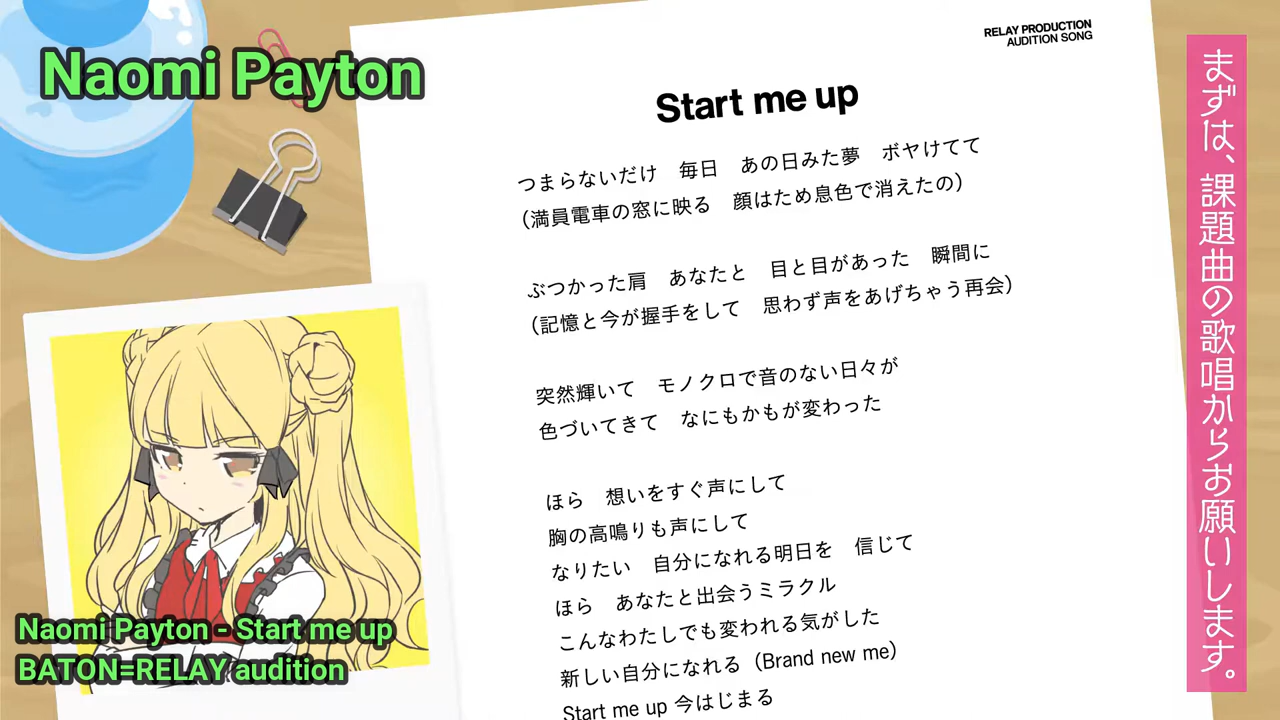 Naomi Payton
RELAY PRODUCTION
AUDITION SONG
Start me up
つまらないだけ　毎日　あの日みた夢　ボヤけてて
（満員電車の窓に映る　顔はため息色で消えたの）
ぶつかった肩　あなたと　目と目があった　瞬間に
（記憶と今が握手をして　思わず声をあげちゃう再会）
突然輝いて　モノクロで音のない日々が
色づいてきて　なにもかもが変わった
ほら　想いをすぐ声にして
胸の高鳴りも声にして
なりたい　自分になれる明日を　信じて
ほら　あなたと出会うミラクル
こんなわたしでも変われる気がした
新しい自分になれる（Brand new me）
Start me up 今はじまる
まずは、課題曲の歌唱からお願いします。
Naomi Payton - Start me up
BATON=RELAY audition